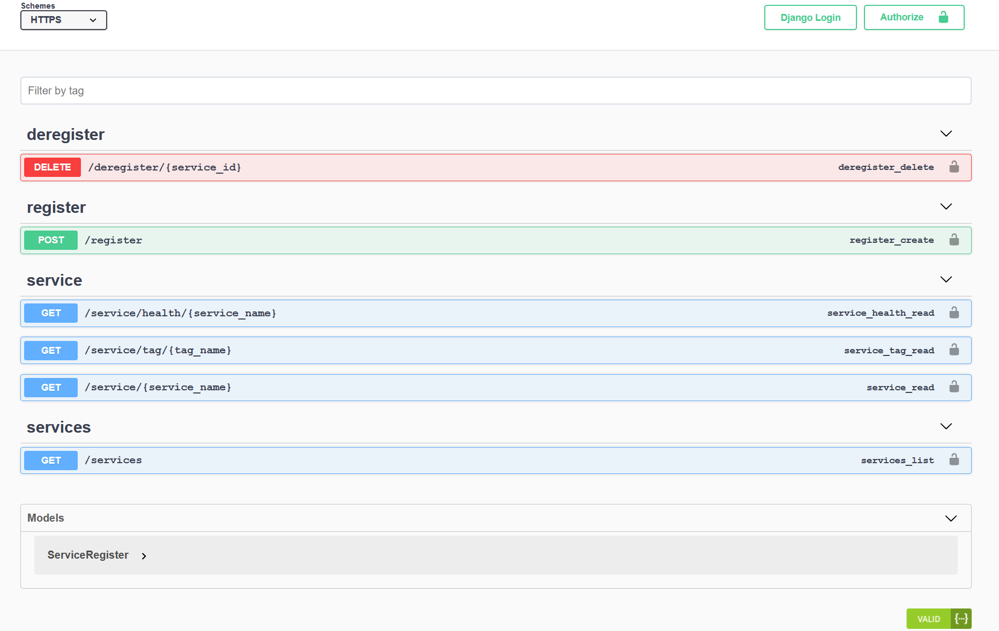 Schemes
HTTPS
Django Login
Authorize
Filter by tag
deregister
DELETE /deregister/{service_id} deregister_delete
register
POST /register register_create
service
GET /service/health/{service_name} service_health_read
GET /service/tag/{tag_name} service_tag_read
GET /service/{service_name} service_read
services
GET /services services_list
Models
ServiceRegister
VALID {···}